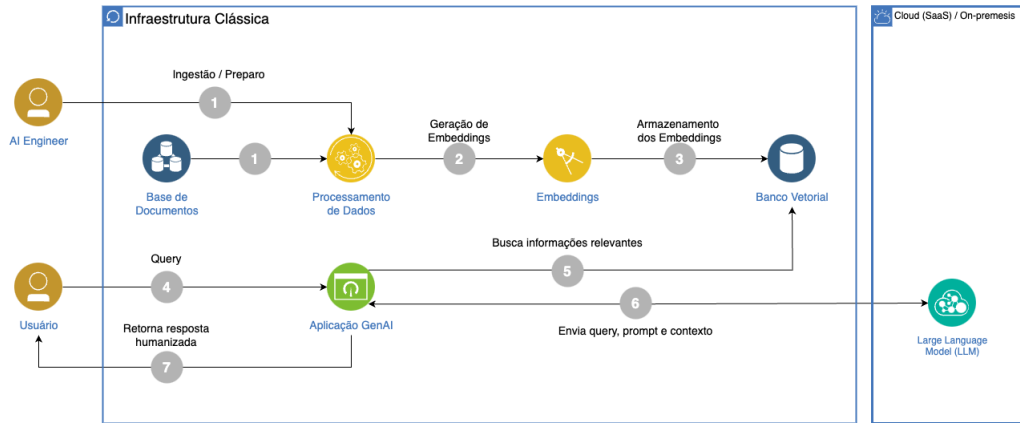 Infraestrutura Clássica
Cloud (SaaS) / On-premesis
Ingestão / Preparo
1
AI Engineer
Geração de
Embeddings
Armazenamento
dos Embeddings
1
2
3
Base de
Documentos
Processamento
de Dados
Embeddings
Banco Vetorial
Query
Busca informações relevantes
4
5
6
Usuário
Aplicação GenAI
Envia query, prompt e contexto
Retorna resposta
humanizada
7
Large Language
Model (LLM)